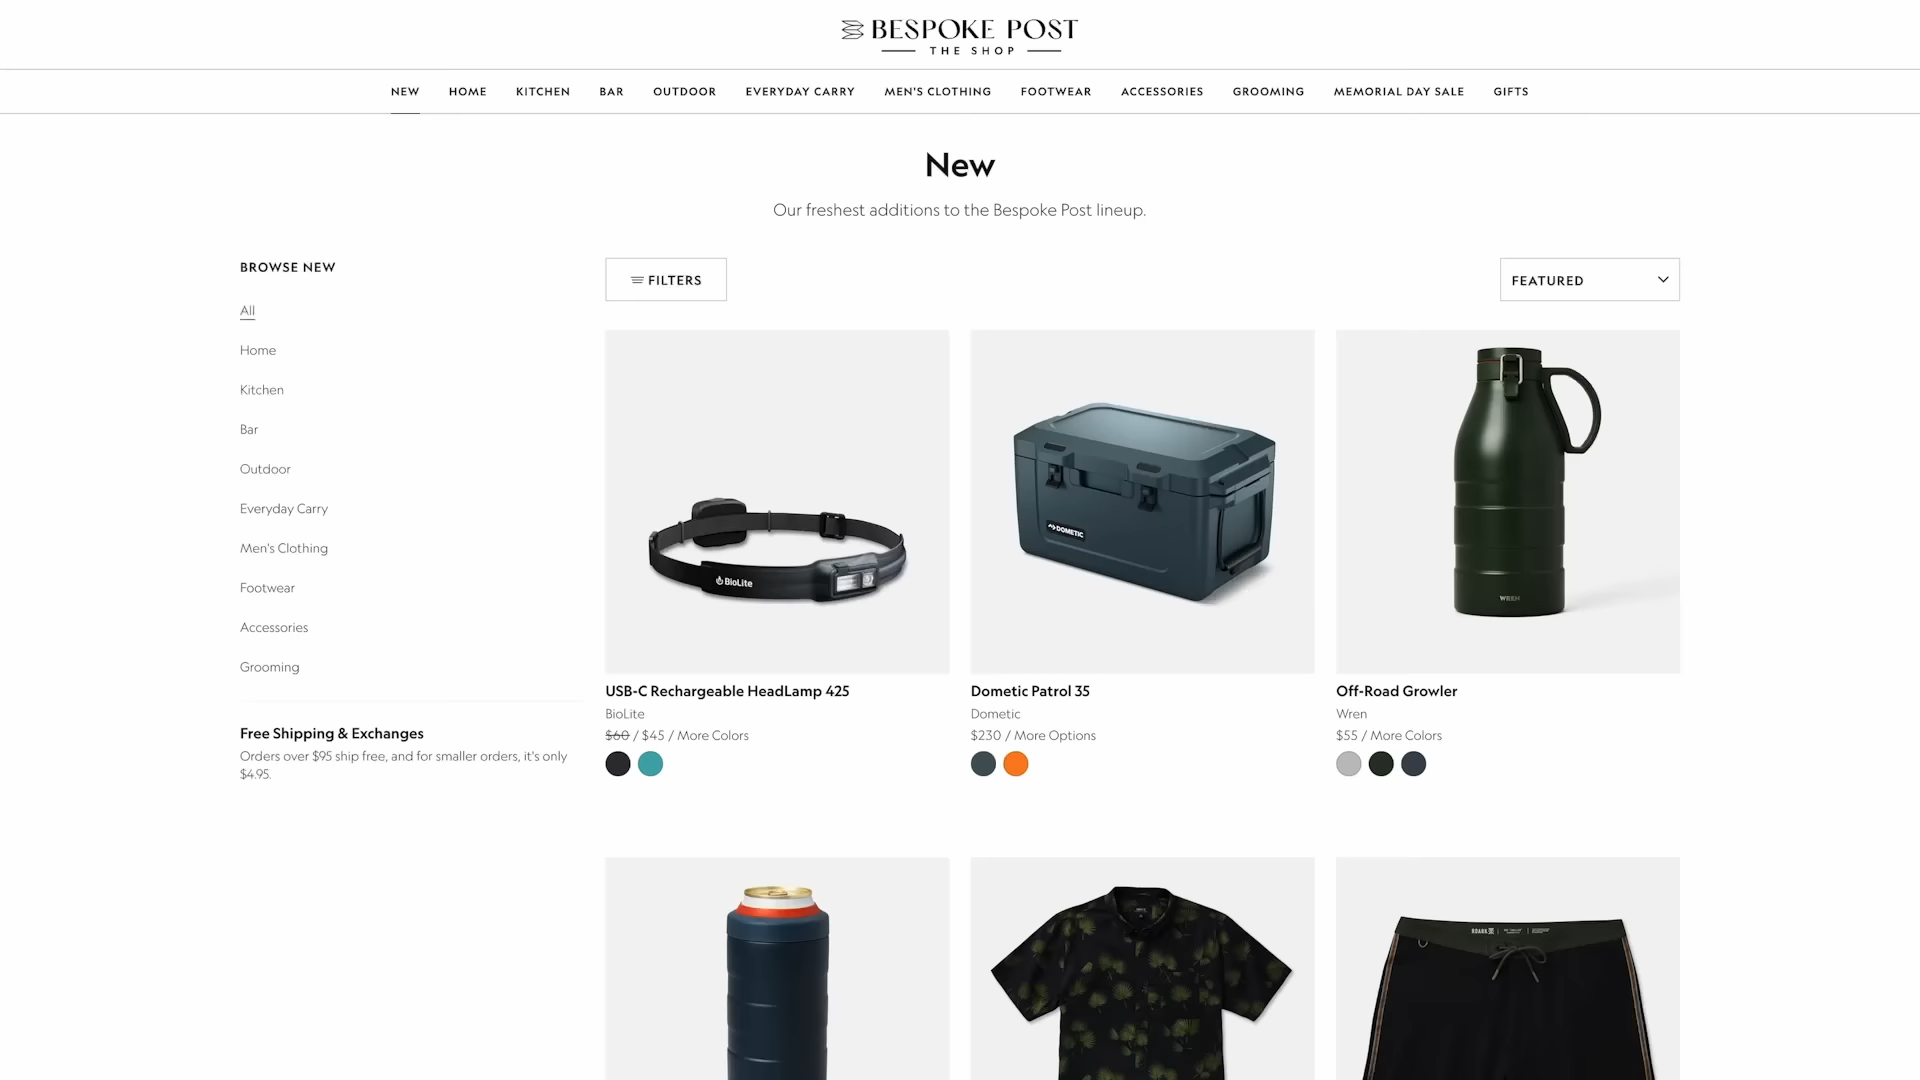 BESPOKE POST
THE SHOP
NEW HOME KITCHEN BAR OUTDOOR EVERYDAY CARRY MEN'S CLOTHING FOOTWEAR ACCESSORIES GROOMING MEMORIAL DAY SALE GIFTS
New
Our freshest additions to the Bespoke Post lineup.
BROWSE NEW
All
Home
Kitchen
Bar
Outdoor
Everyday Carry
Men's Clothing
Footwear
Accessories
Grooming
Free Shipping & Exchanges
Orders over $95 ship free, and for smaller orders, it's only
$4.95.
FILTERS
FEATURED
BioLite
USB-C Rechargeable HeadLamp 425
BioLite
$60 / $45 / More Colors
DOMETIC
Dometic Patrol 35
Dometic
$230 / More Options
WREN
Off-Road Growler
Wren
$55 / More Colors
ROARK